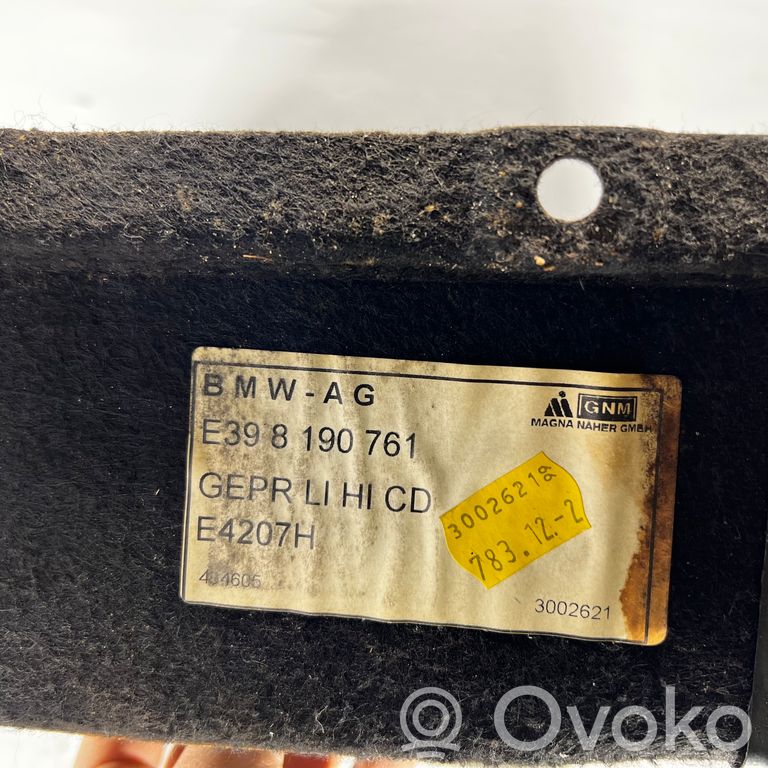 BMW-AG
GNM
MAGNA NAHER GMBH
E39 8 190 761
GEPR LI HI CD
E4207H
3002621a
783.12.-2
3002621
Ovoko